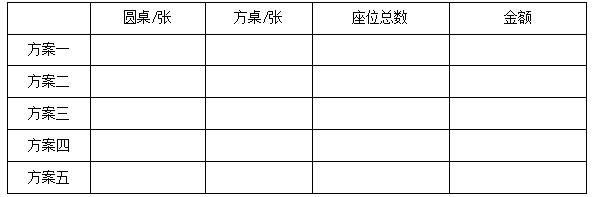 圆桌/张 方桌/张 座位总数 金额
方案一
方案二
方案三
方案四
方案五